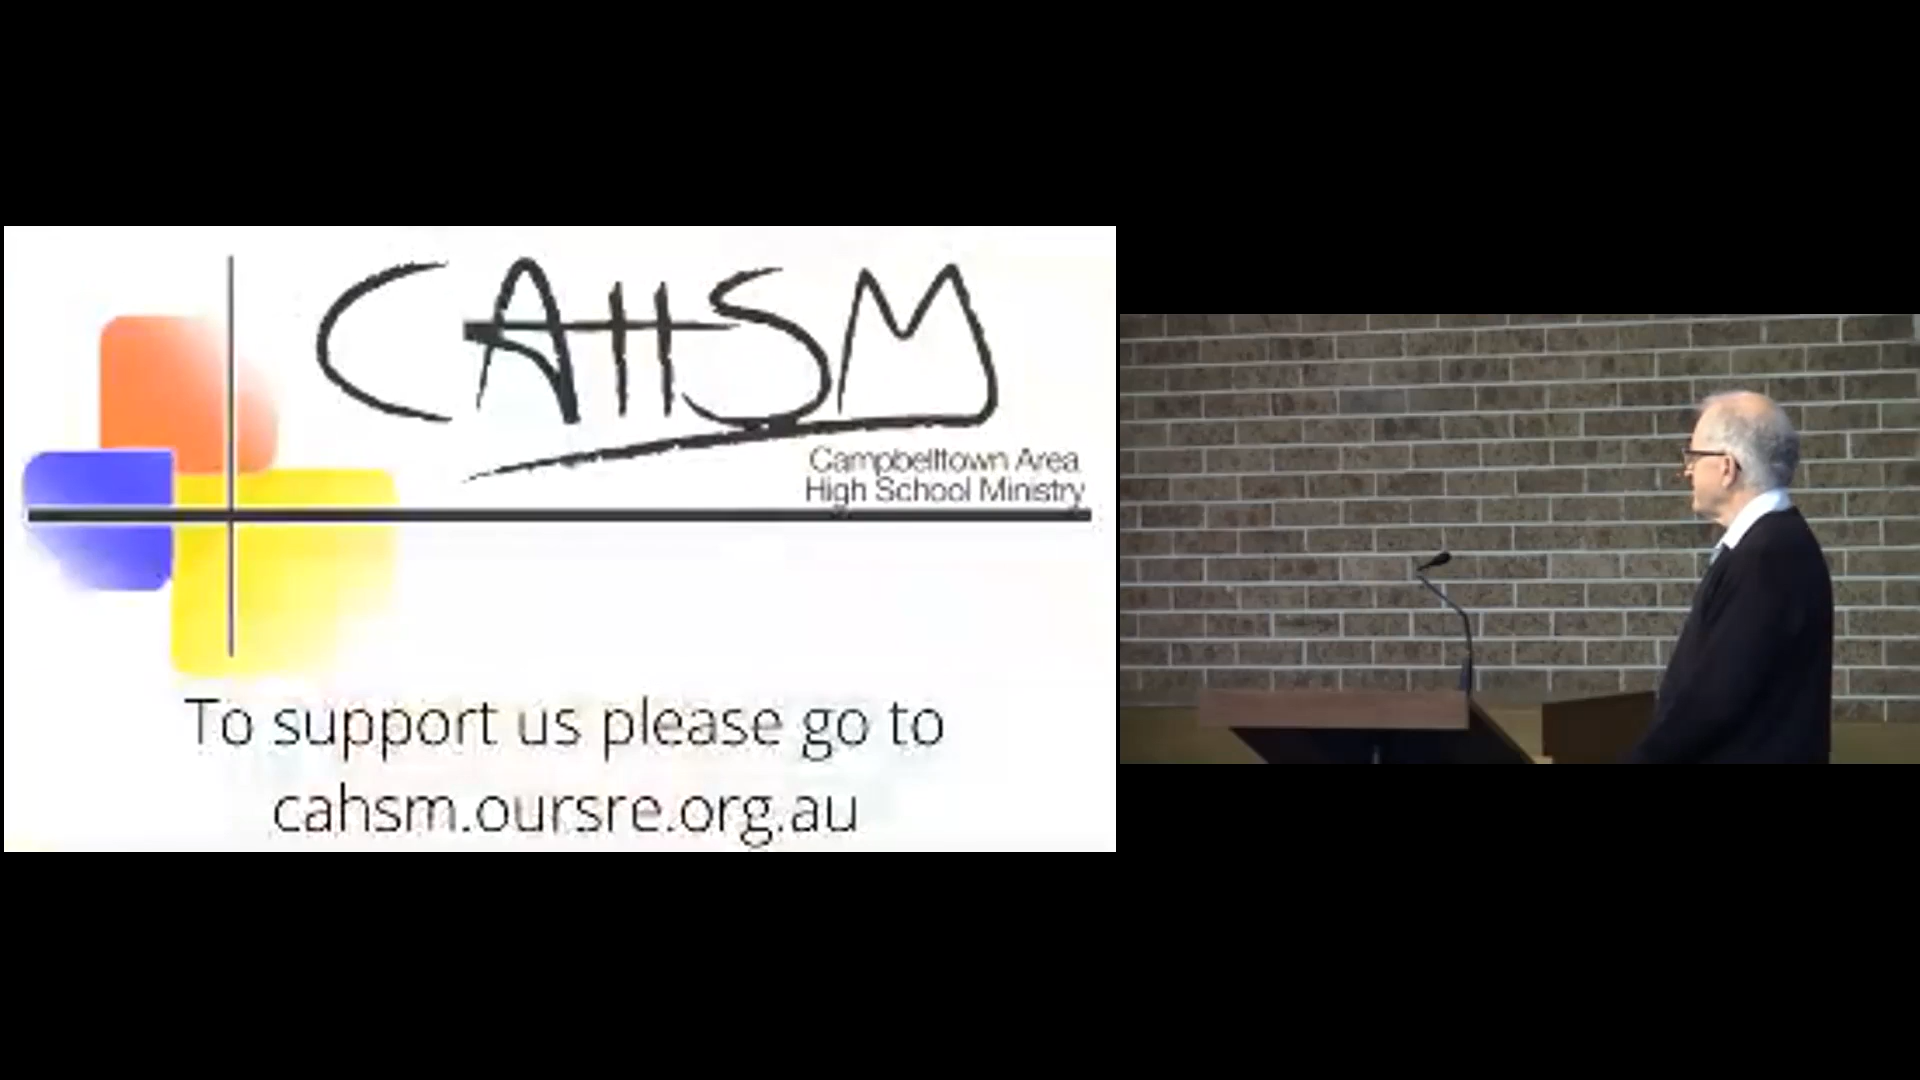 CAHSM
Campbelltown Area
High School Ministry
To support us please go to
cahsm.oursre.org.au